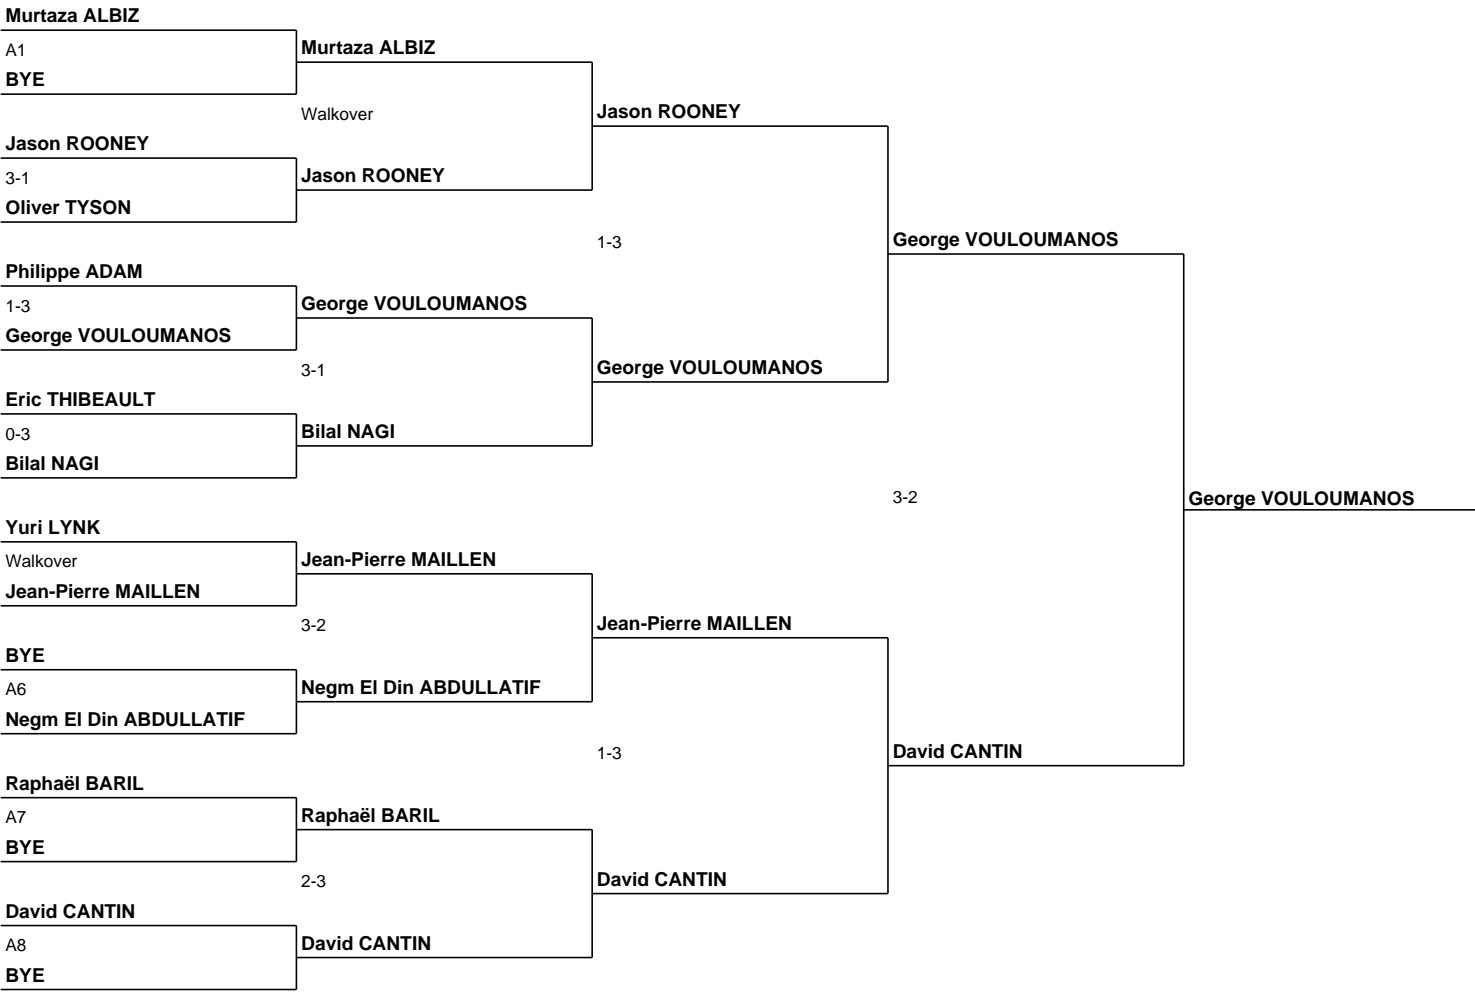 Murtaza ALBIZ
A1
BYE
Jason ROONEY
3-1
Oliver TYSON
Philippe ADAM
1-3
George VOULOUMANOS
Eric THIBEAULT
0-3
Bilal NAGI
Yuri LYNK
Walkover
Jean-Pierre MAILLEN
BYE
A6
Negm El Din ABDULLATIF
Raphaël BARIL
A7
BYE
David CANTIN
A8
BYE
Murtaza ALBIZ
Walkover
Jason ROONEY
George VOULOUMANOS
3-1
Bilal NAGI
Jean-Pierre MAILLEN
3-2
Negm El Din ABDULLATIF
Raphaël BARIL
2-3
David CANTIN
Jason ROONEY
1-3
George VOULOUMANOS
Jean-Pierre MAILLEN
1-3
David CANTIN
George VOULOUMANOS
3-2
David CANTIN
George VOULOUMANOS